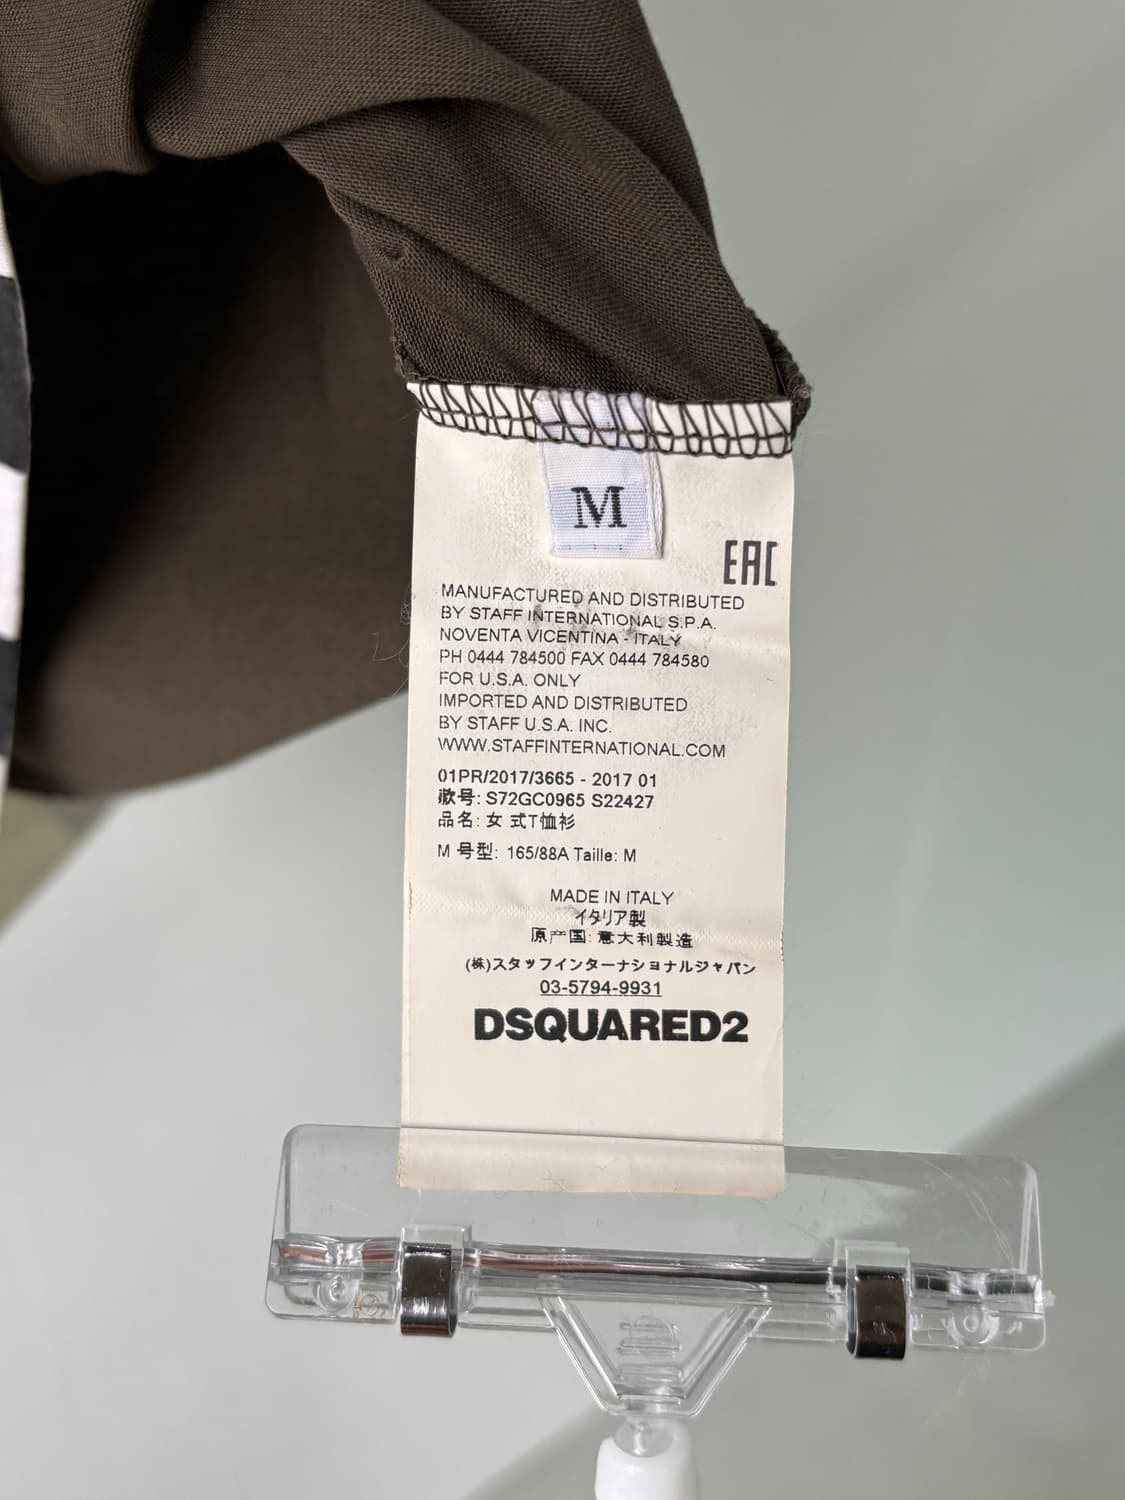 M
EAC
MANUFACTURED AND DISTRIBUTED
BY STAFF INTERNATIONAL S.P.A.
NOVENTA VICENTINA - ITALY
PH 0444 784500 FAX 0444 784580
FOR U.S.A. ONLY
IMPORTED AND DISTRIBUTED
BY STAFF U.S.A. INC.
WWW.STAFFINTERNATIONAL.COM
01PR/2017/3665 - 2017 01
款号: S72GC0965 S22427
品名: 女 式T恤衫
M 号型: 165/88A Taille: M
MADE IN ITALY
イタリア製
原产国: 意大利製造
(株)スタッフインターナショナルジャパン
03-5794-9931
DSQUARED2